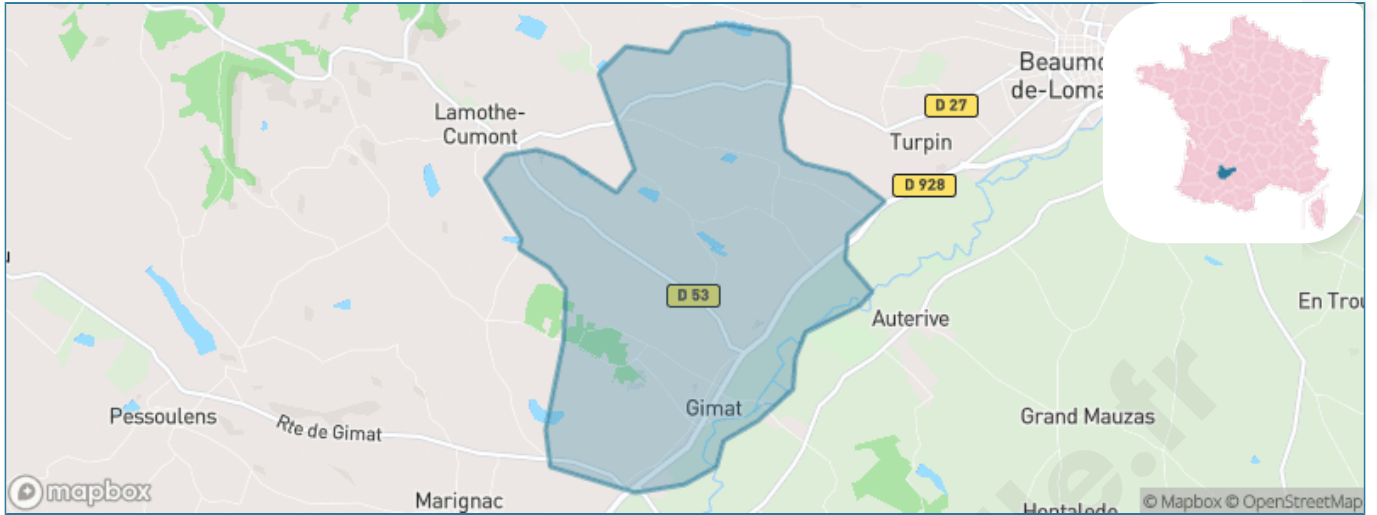 Beaumo
de-Loma
D 27
Lamothe-
Cumont
Turpin
D 928
D 53
En Trou
Auterive
Gimat
Grand Mauzas
Pessoulens
Rte de Gimat
Marignac
mapbox
© Mapbox © OpenStreetMap